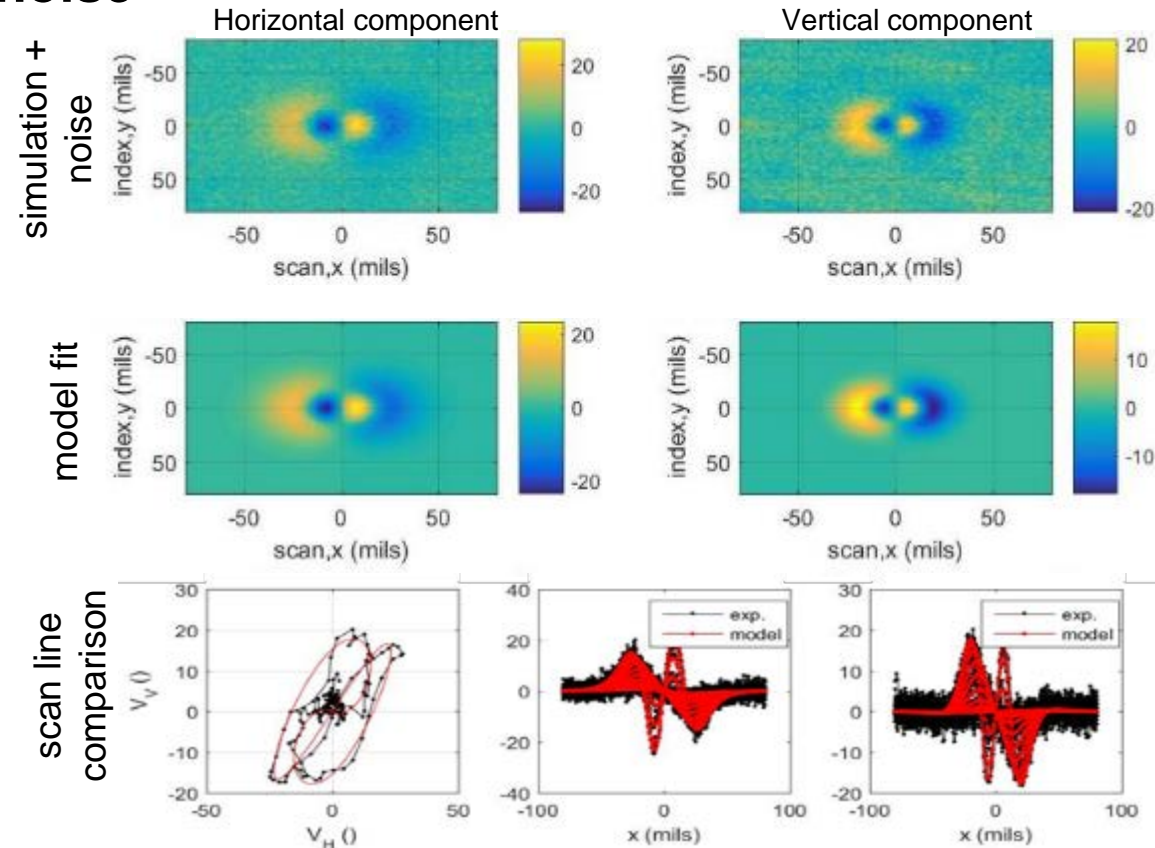 noise
Horizontal component
Vertical component
simulation +
noise
-50
0
50
index,y (mils)
-50
0
50
scan,x (mils)
20
0
-20
-50
0
50
index,y (mils)
-50
0
50
scan,x (mils)
20
0
-20
model fit
-50
0
50
index,y (mils)
-50
0
50
scan,x (mils)
20
0
-20
-50
0
50
index,y (mils)
-50
0
50
scan,x (mils)
10
0
-10
scan line
comparison
30
20
10
0
-10
-20
V_V ()
-50
0
50
V_H ()
40
20
0
-20
-40
-100
0
100
x (mils)
exp.
model
30
20
10
0
-10
-20
-100
0
100
x (mils)
exp.
model